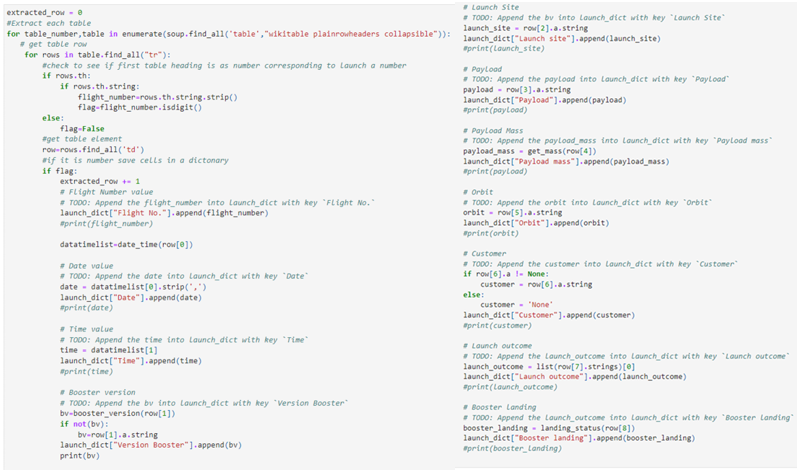 extracted_row = 0
#Extract each table
for table_number,table in enumerate(soup.find_all('table',"wikitable plainrowheaders collapsible")):
   # get table row
    for rows in table.find_all("tr"):
        #check to see if first table heading is as number corresponding to launch a number
        if rows.th:
            if rows.th.string:
                flight_number=rows.th.string.strip()
                flag=flight_number.isdigit()
        else:
            flag=False
        #get table element
        row=rows.find_all('td')
        #if it is number save cells in a dictonary
        if flag:
            extracted_row += 1
            # Flight Number value
            # TODO: Append the flight_number into launch_dict with key `Flight No.`
            launch_dict["Flight No."].append(flight_number)
            #print(flight_number)

            datatimelist=date_time(row[0])

            # Date value
            # TODO: Append the date into launch_dict with key `Date`
            date = datatimelist[0].strip(',')
            launch_dict["Date"].append(date)
            #print(date)

            # Time value
            # TODO: Append the time into launch_dict with key `Time`
            time = datatimelist[1]
            launch_dict["Time"].append(time)
            #print(time)

            # Booster version
            # TODO: Append the bv into launch_dict with key `Version Booster`
            bv=booster_version(row[1])
            if not(bv):
                bv=row[1].a.string
            launch_dict["Version Booster"].append(bv)
            print(bv)

# Launch Site
# TODO: Append the bv into launch_dict with key `Launch Site`
launch_site = row[2].a.string
launch_dict["Launch site"].append(launch_site)
#print(launch_site)

# Payload
# TODO: Append the payload into launch_dict with key `Payload`
payload = row[3].a.string
launch_dict["Payload"].append(payload)
#print(payload)

# Payload Mass
# TODO: Append the payload_mass into launch_dict with key `Payload mass`
payload_mass = get_mass(row[4])
launch_dict["Payload mass"].append(payload_mass)
#print(payload)

# Orbit
# TODO: Append the orbit into launch_dict with key `Orbit`
orbit = row[5].a.string
launch_dict["Orbit"].append(orbit)
#print(orbit)

# Customer
# TODO: Append the customer into launch_dict with key `Customer`
if row[6].a != None:
    customer = row[6].a.string
else:
    customer = 'None'
launch_dict["Customer"].append(customer)
#print(customer)

# Launch outcome
# TODO: Append the launch_outcome into launch_dict with key `Launch outcome`
launch_outcome = list(row[7].strings)[0]
launch_dict["Launch outcome"].append(launch_outcome)
#print(launch_outcome)

# Booster landing
# TODO: Append the launch_outcome into launch_dict with key `Booster landing`
booster_landing = landing_status(row[8])
launch_dict["Booster landing"].append(booster_landing)
#print(booster_landing)